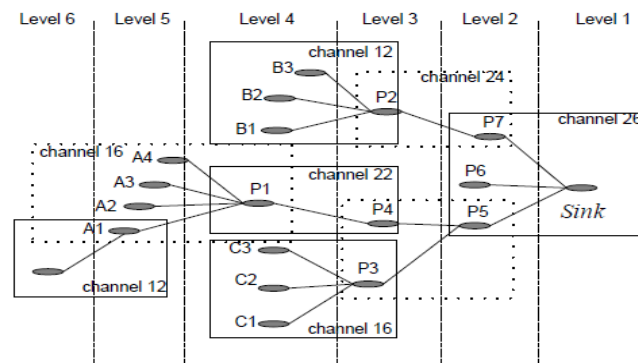 Level 6 Level 5 Level 4 Level 3 Level 2 Level 1
channel 12
B3
channel 24
B2
P2
channel 26
B1
P7
channel 16
A4
channel 22
A3
P6
P1
A2
P4
P5
Sink
A1
C3
P3
C2
channel 12
C1
channel 16